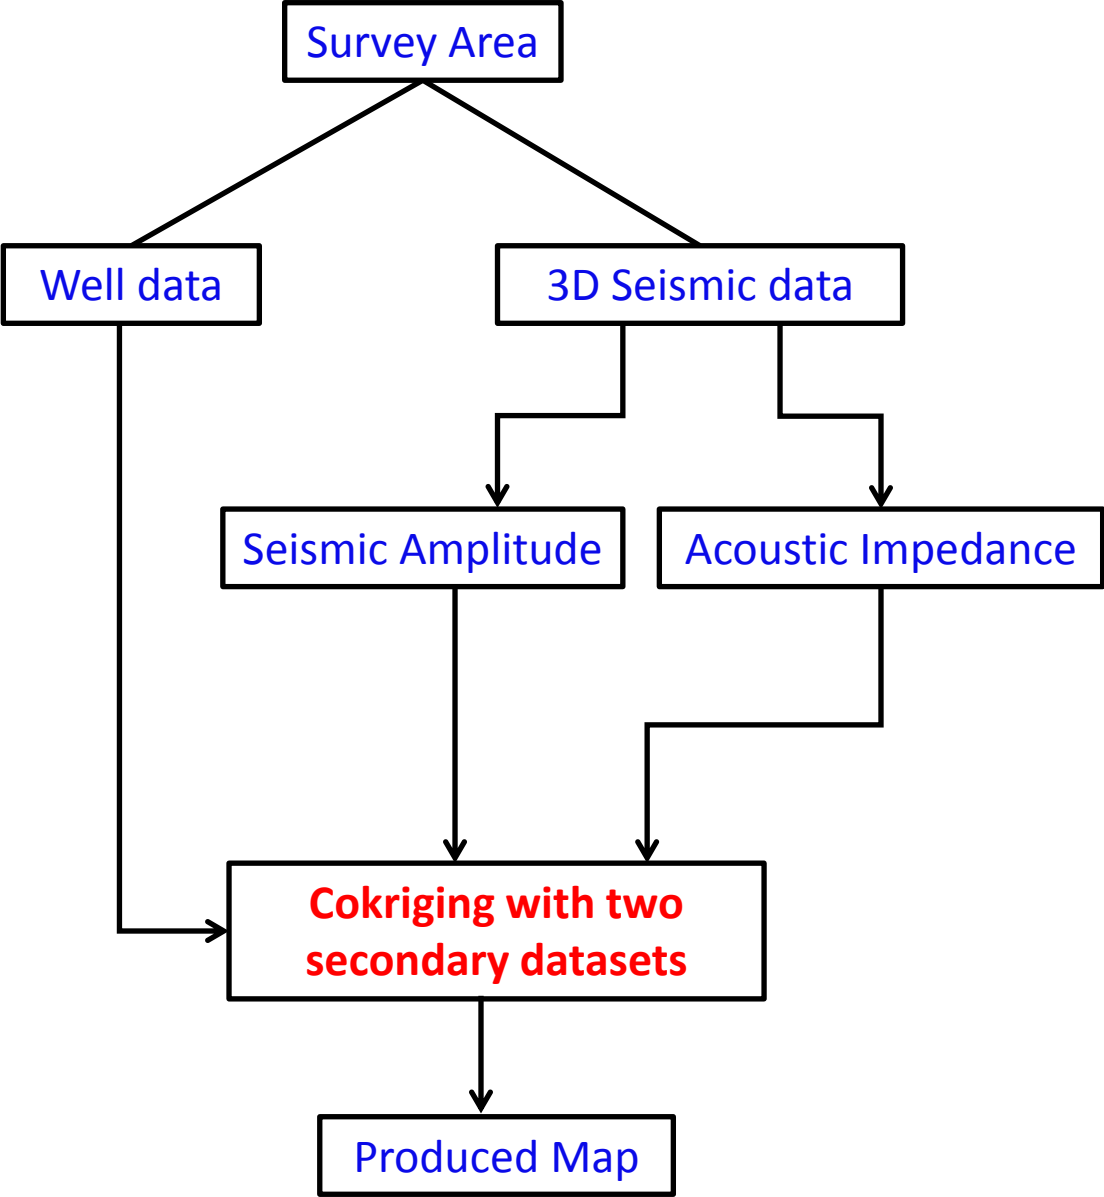 Survey Area
Well data
3D Seismic data
Seismic Amplitude
Acoustic Impedance
Cokriging with two
secondary datasets
Produced Map